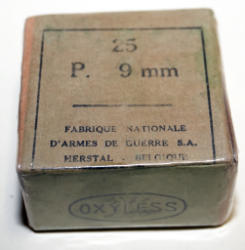 25
P. 9 mm
FABRIQUE NATIONALE
D'ARMES DE GUERRE S.A.
HERSTAL - BELGIQUE
OXYLESS